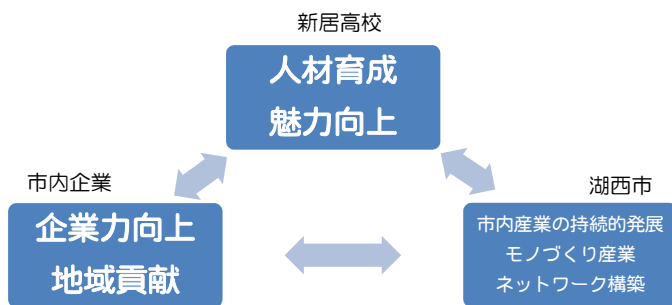 新居高校
人材育成
魅力向上
市内企業
企業力向上
地域貢献
湖西市
市内産業の持続的発展
モノづくり産業
ネットワーク構築